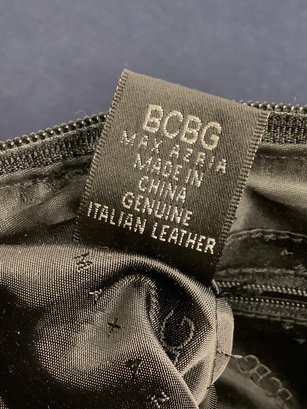 BCBG
MAX AZRIA
MADE IN
CHINA
GENUINE
ITALIAN LEATHER
M A X